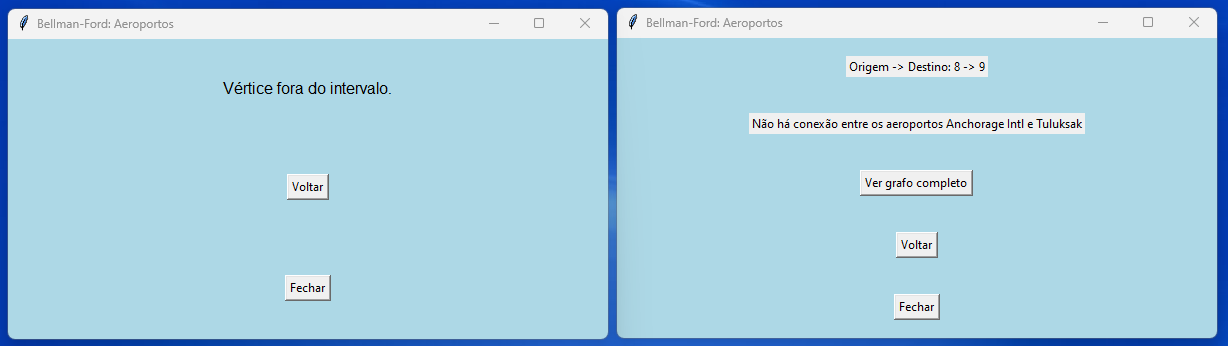 Bellman-Ford: Aeroportos
Vértice fora do intervalo.
Voltar
Fechar
Bellman-Ford: Aeroportos
Origem -> Destino: 8 -> 9
Não há conexão entre os aeroportos Anchorage Intl e Tuluksak
Ver grafo completo
Voltar
Fechar